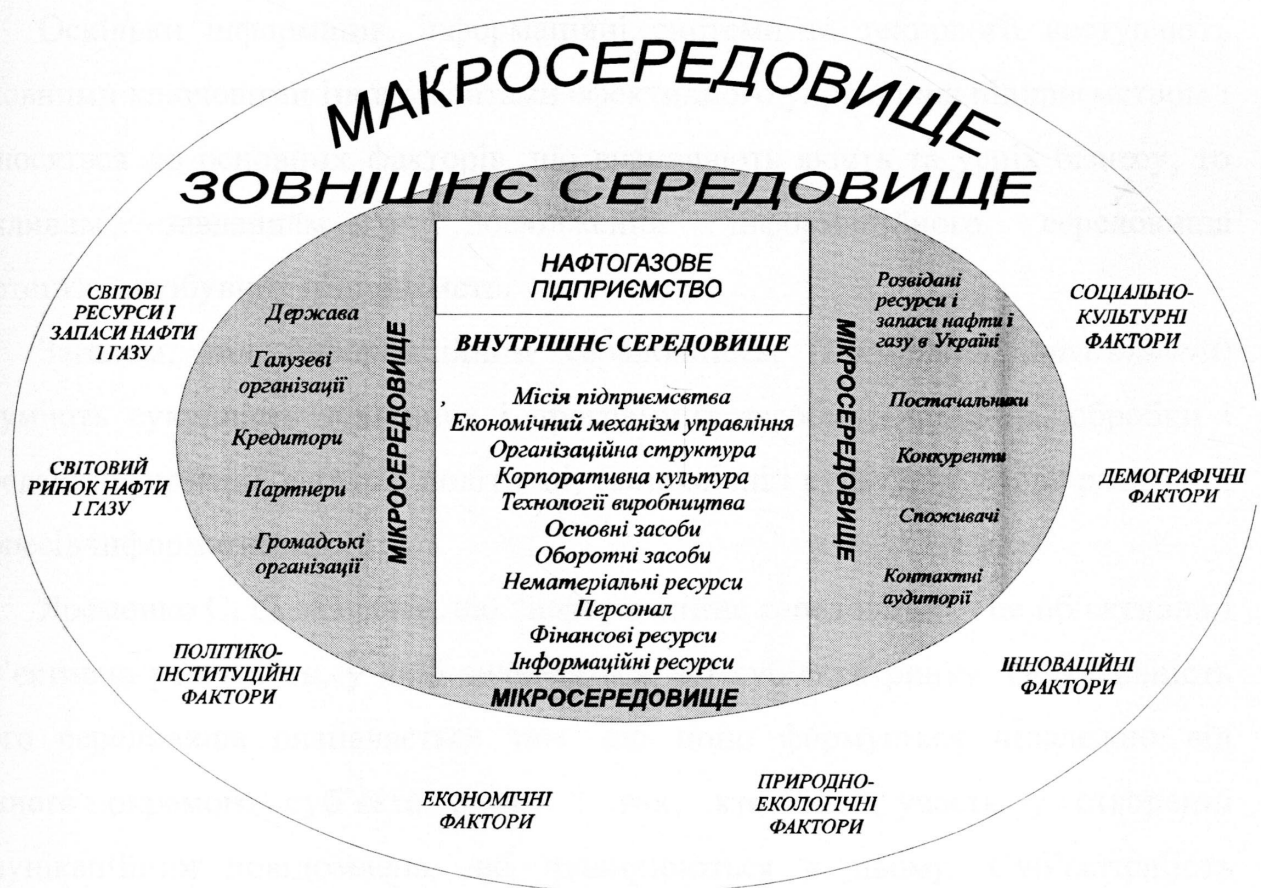 МАКРОСЕРЕДОВИЩЕ
ЗОВНІШНЄ СЕРЕДОВИЩЕ
НАФТОГАЗОВЕ
ПІДПРИЄМСТВО
ВНУТРІШНЄ СЕРЕДОВИЩЕ
Місія підприємсвтва
Економічний механізм управління
Організаційна структура
Корпоративна культура
Технології виробництва
Основні засоби
Оборотні засоби
Нематеріальні ресурси
Персонал
Фінансові ресурси
Інформаційні ресурси
МІКРОСЕРЕДОВИЩЕ
Держава
Галузеві
організації
Кредитори
Партнери
Громадські
організації
МІКРОСЕРЕДОВИЩЕ
МІКРОСЕРЕДОВИЩЕ
Розвідані
ресурси і
запаси нафти і
газу в Україні
Постачальники
Конкуренти
Споживачі
Контактні
аудиторії
СВІТОВІ
РЕСУРСИ І
ЗАПАСИ НАФТИ
І ГАЗУ
СВІТОВИЙ
РИНОК НАФТИ
І ГАЗУ
ПОЛІТИКО-
ІНСТИТУЦІЙНІ
ФАКТОРИ
ЕКОНОМІЧНІ
ФАКТОРИ
ПРИРОДНО-
ЕКОЛОГІЧНІ
ФАКТОРИ
ІННОВАЦІЙНІ
ФАКТОРИ
ДЕМОГРАФІЧНІ
ФАКТОРИ
СОЦІАЛЬНО-
КУЛЬТУРНІ
ФАКТОРИ